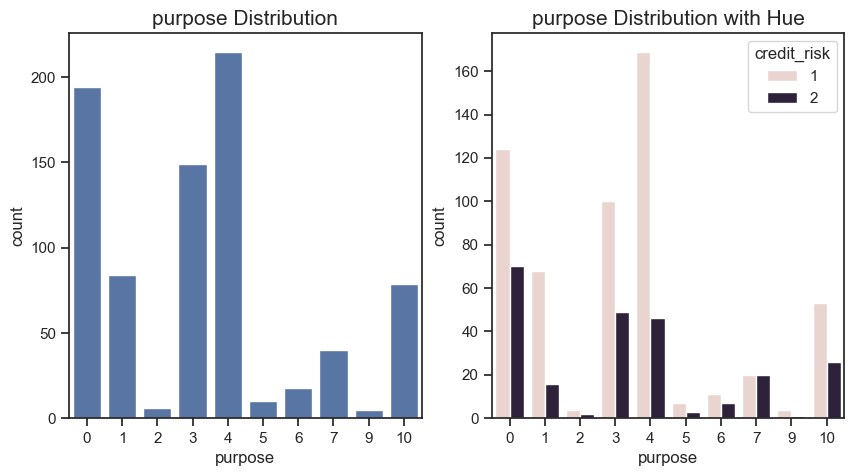 purpose Distribution
200
150
100
50
0
count
0 1 2 3 4 5 6 7 9 10
purpose
purpose Distribution with Hue
credit_risk
1
2
160
140
120
100
80
60
40
20
0
count
0 1 2 3 4 5 6 7 9 10
purpose